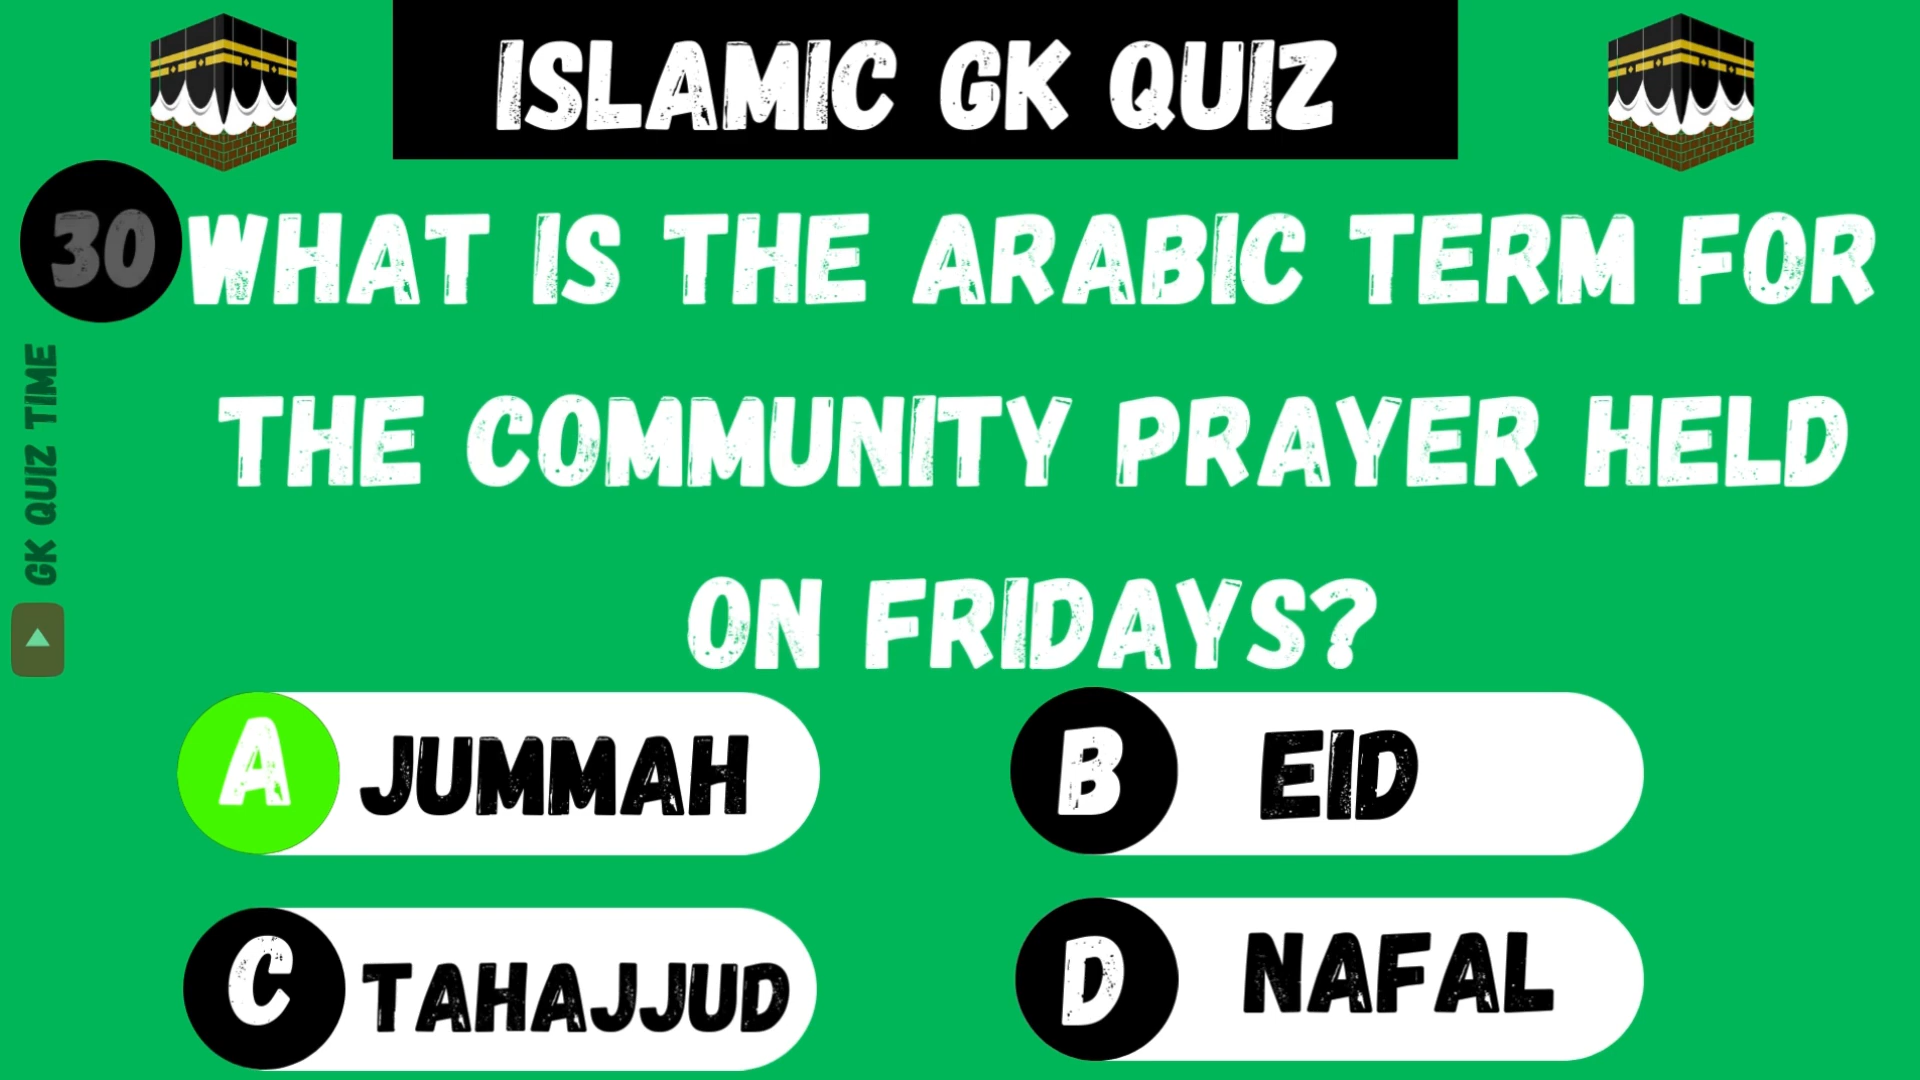 ISLAMIC GK QUIZ
30
WHAT IS THE ARABIC TERM FOR
THE COMMUNITY PRAYER HELD
ON FRIDAYS?
GK QUIZ TIME
A JUMMAH
B EID
C TAHAJJUD
D NAFAL